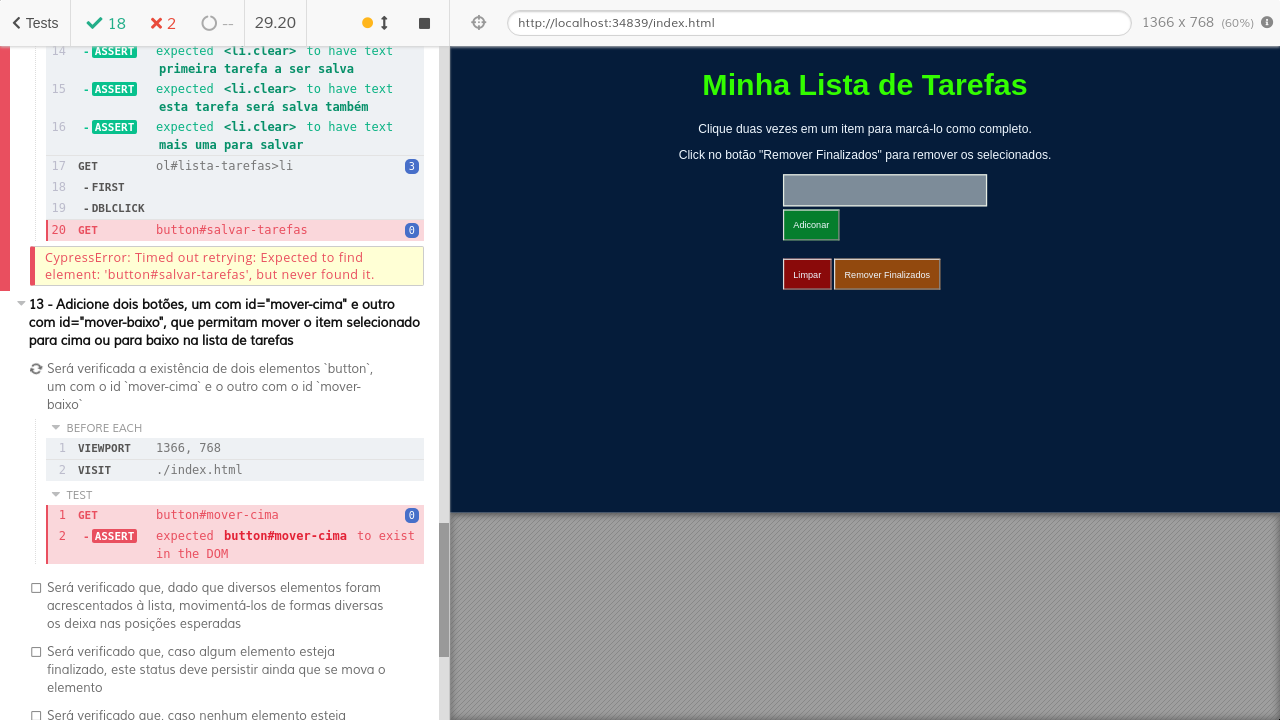 Tests
18
2
--
29.20
http://localhost:34839/index.html
1366 x 768 (60%)
14 - ASSERT expected <li.clear> to have text
primeira tarefa a ser salva
15 - ASSERT expected <li.clear> to have text
esta tarefa será salva também
16 - ASSERT expected <li.clear> to have text
mais uma para salvar
17 GET ol#lista-tarefas>li 3
18 - FIRST
19 - DBLCLICK
20 GET button#salvar-tarefas 0
CypressError: Timed out retrying: Expected to find
element: 'button#salvar-tarefas', but never found it.
13 - Adicione dois botões, um com id="mover-cima" e outro
com id="mover-baixo", que permitam mover o item selecionado
para cima ou para baixo na lista de tarefas
Será verificada a existência de dois elementos `button`,
um com o id `mover-cima` e o outro com o id `mover-
baixo`
BEFORE EACH
1 VIEWPORT 1366, 768
2 VISIT ./index.html
TEST
1 GET button#mover-cima 0
2 - ASSERT expected button#mover-cima to exist
in the DOM
Será verificado que, dado que diversos elementos foram
acrescentados à lista, movimentá-los de formas diversas
os deixa nas posições esperadas
Será verificado que, caso algum elemento esteja
finalizado, este status deve persistir ainda que se mova o
elemento
Será verificado que, caso nenhum elemento esteja
Minha Lista de Tarefas
Clique duas vezes em um item para marcá-lo como completo.
Click no botão "Remover Finalizados" para remover os selecionados.
Adiconar
Limpar
Remover Finalizados